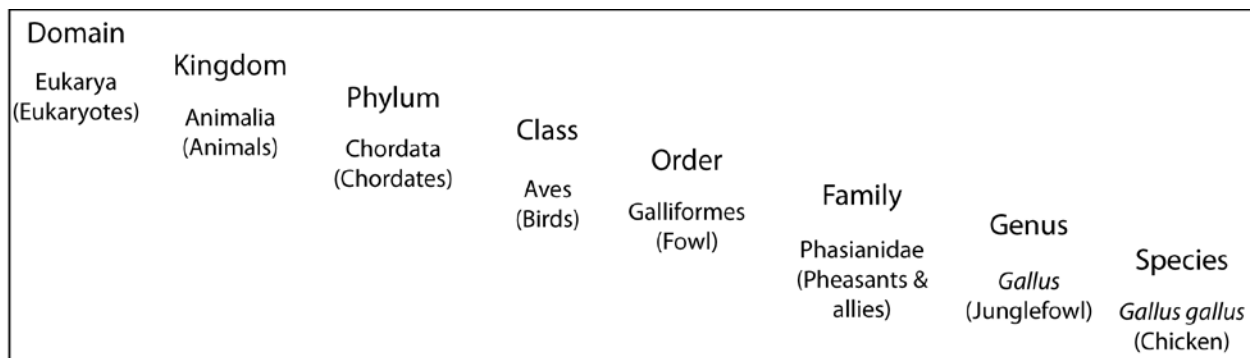 Domain
Eukarya
(Eukaryotes)
Kingdom
Animalia
(Animals)
Phylum
Chordata
(Chordates)
Class
Aves
(Birds)
Order
Galliformes
(Fowl)
Family
Phasianidae
(Pheasants &
allies)
Genus
Gallus
(Junglefowl)
Species
Gallus gallus
(Chicken)